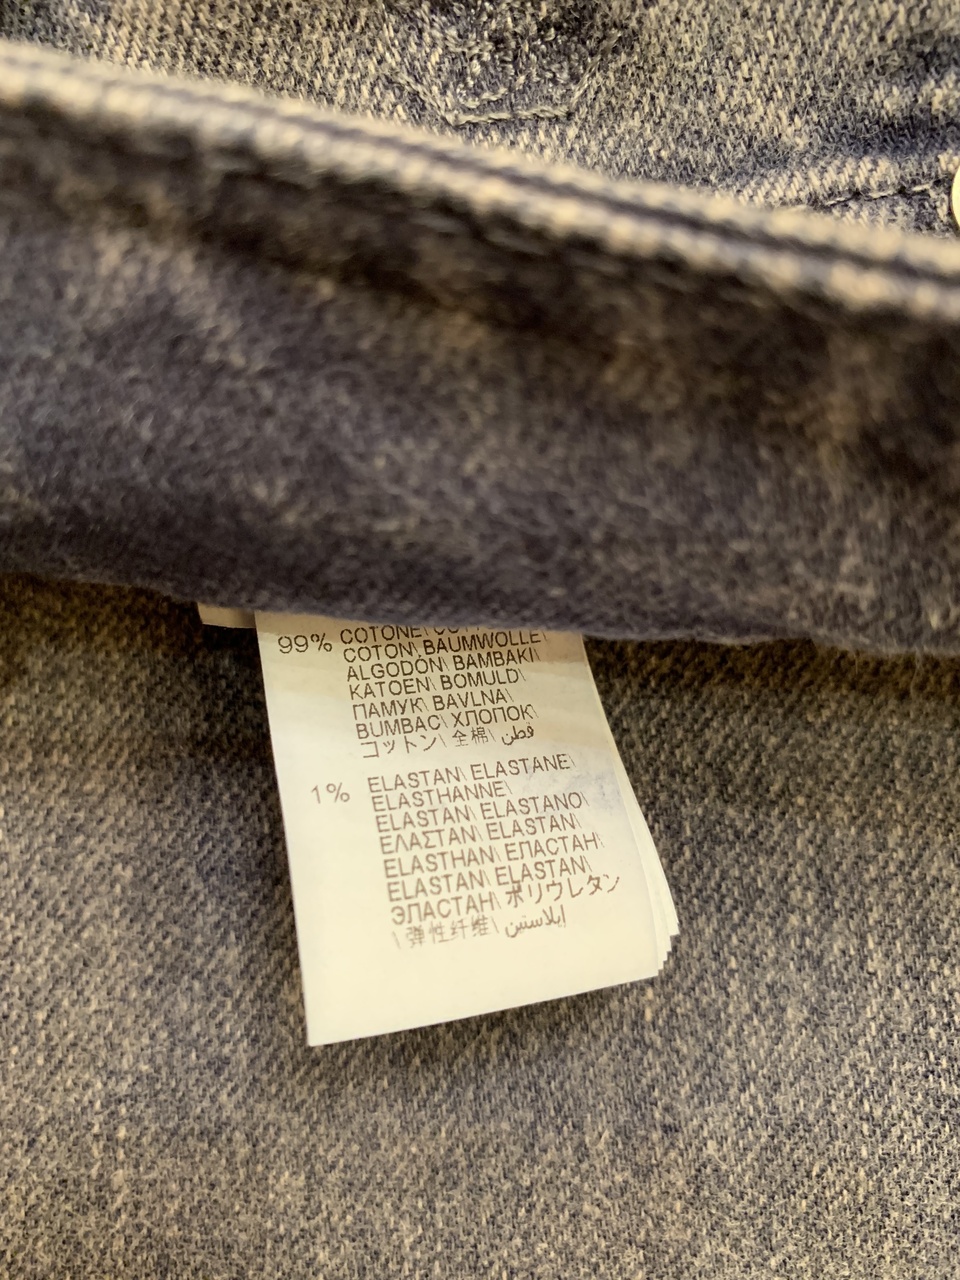 99% COTONE\ COTTON\
COTON\ BAUMWOLLE\
ALGODÓN\ BAMBAKI\
KATOEN\ BOMULD\
ПАМУК\ BAVLNA\
BUMBAC\ ХЛОПОК\
コットン\ 全棉\ قطن
1% ELASTAN\ ELASTANE\
ELASTHANNE\
ELASTAN\ ELASTANO\
ΕΛΑΣΤΑΝ\ ELASTAN\
ELASTHAN\ ЕЛАСТАН\
ELASTAN\ ELASTAN\
ЭЛАСТАН\ ポリウレタン
\ 弹性纤维\ إيلاستين